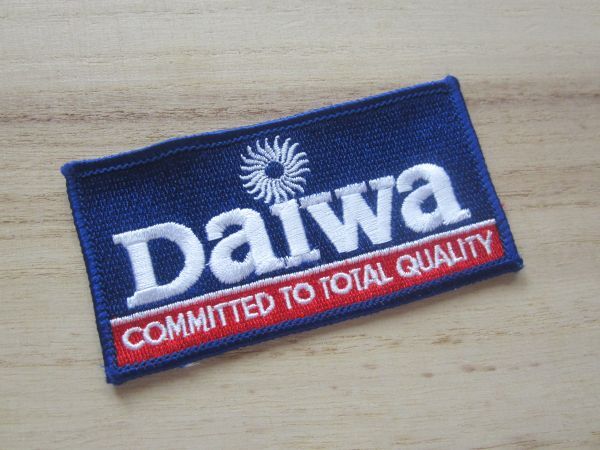 Daiwa
COMMITTED TO TOTAL QUALITY